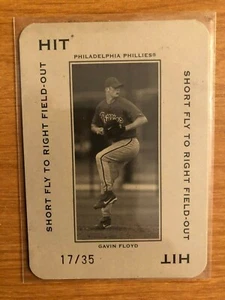 HIT
PHILADELPHIA PHILLIES®
SHORT FLY TO RIGHT FIELD-OUT
SHORT FLY TO RIGHT FIELD-OUT
GAVIN FLOYD
17/35
HIT